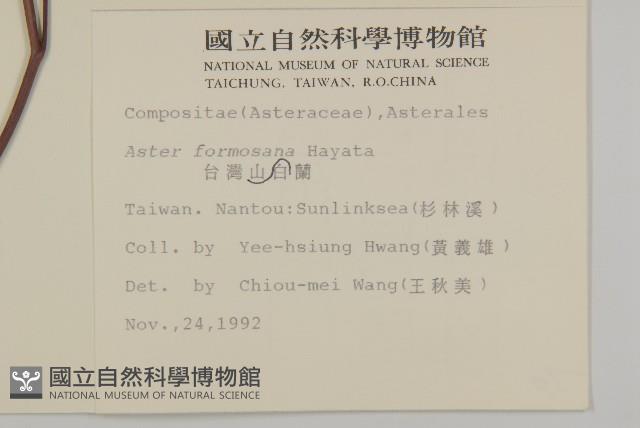 國立自然科學博物館
NATIONAL MUSEUM OF NATURAL SCIENCE
TAICHUNG, TAIWAN, R.O.CHINA
Compositae(Asteraceae),Asterales
Aster formosana Hayata
台灣山白蘭
Taiwan. Nantou:Sunlinksea(杉林溪)
Coll. by Yee-hsiung Hwang(黃義雄)
Det. by Chiou-mei Wang(王秋美)
Nov.,24,1992
國立自然科學博物館
NATIONAL MUSEUM OF NATURAL SCIENCE